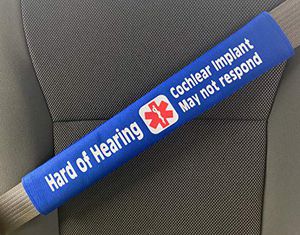 Hard of Hearing
Cochlear Implant
May not respond